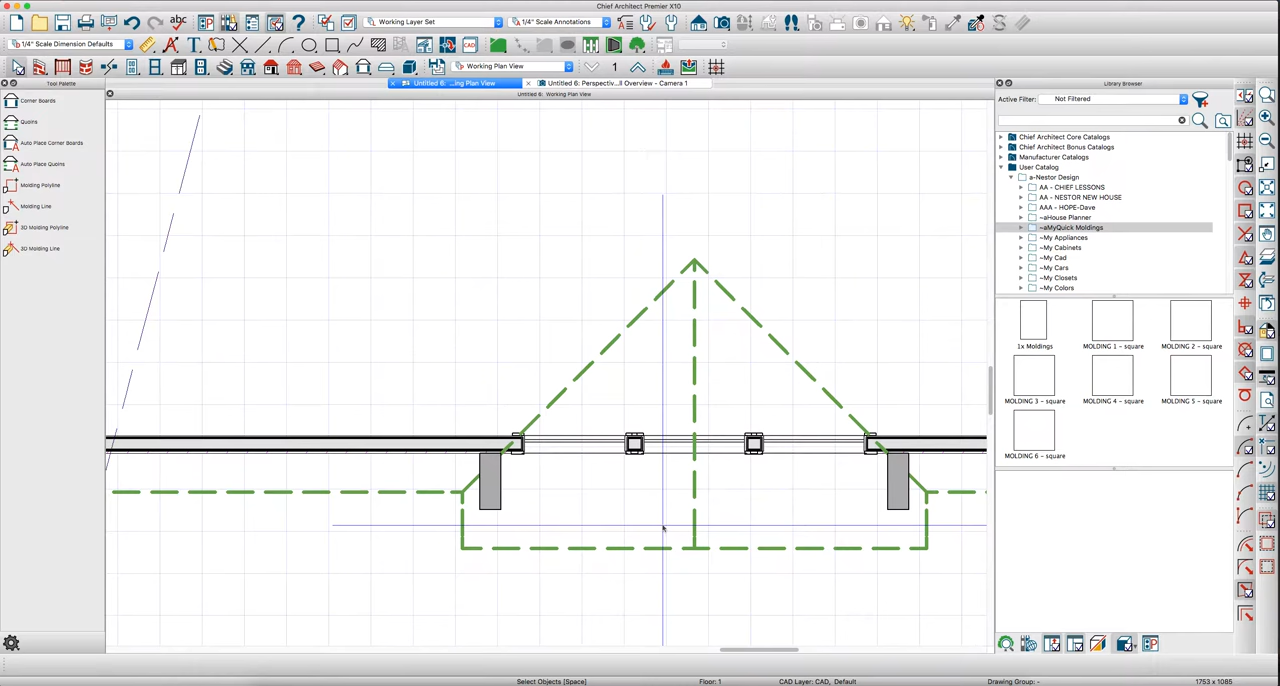 Chief Architect Premier X10
Working Layer Set
1/4" Scale Annotations
1/4" Scale Dimension Defaults
Working Plan View
1
Tool Palette
Untitled 6: ...ing Plan View
Untitled 6: Perspectiv...ll Overview - Camera 1
Library Browser
Untitled 6: Working Plan View
Corner Boards
Quoins
Auto Place Corner Boards
Auto Place Quoins
Molding Polyline
Molding Line
3D Molding Polyline
3D Molding Line
Active Filter:
Not Filtered
Chief Architect Core Catalogs
Chief Architect Bonus Catalogs
Manufacturer Catalogs
User Catalog
a-Nestor Design
AA - CHIEF LESSONS
AA - NESTOR NEW HOUSE
AAA - HOPE-Dave
~aHouse Planner
~aMyQuick Moldings
~My Appliances
~My Cabinets
~My Cad
~My Cars
~My Closets
~My Colors
1x Moldings
MOLDING 1 - square
MOLDING 2 - square
MOLDING 3 - square
MOLDING 4 - square
MOLDING 5 - square
MOLDING 6 - square
Select Objects [Space]
Floor: 1
CAD Layer: CAD, Default
Drawing Group: -
1753 x 1085